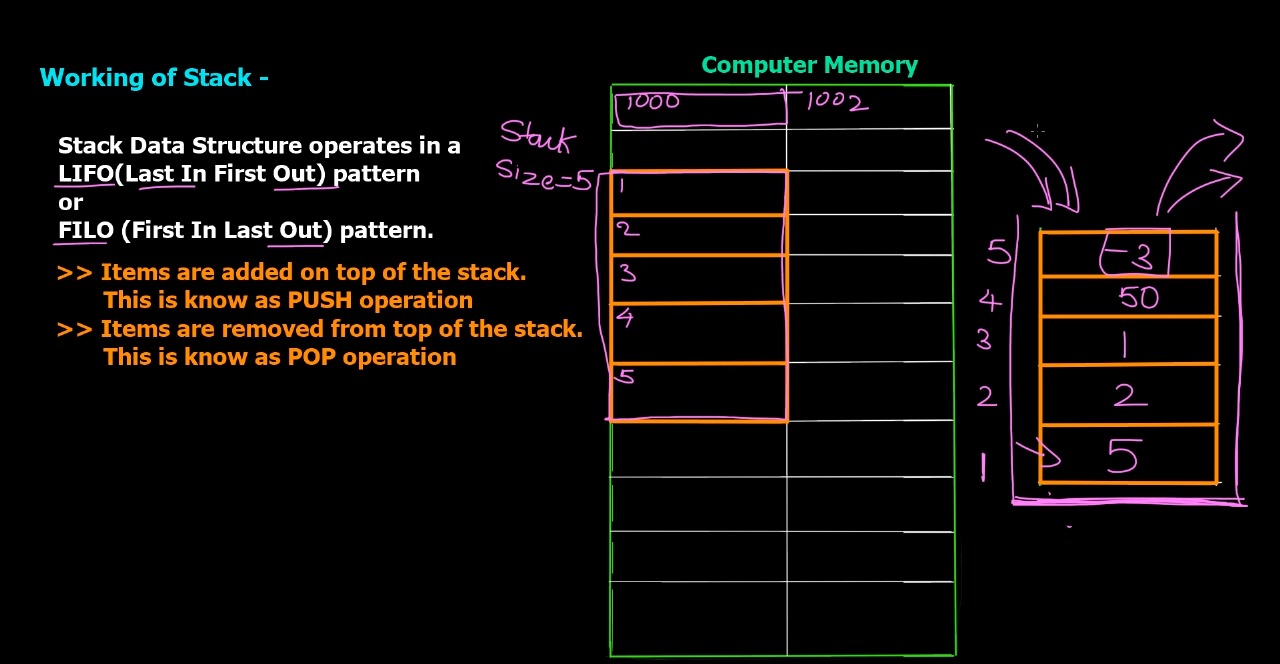 Working of Stack -
Stack Data Structure operates in a
LIFO(Last In First Out) pattern
or
FILO (First In Last Out) pattern.
>> Items are added on top of the stack.
This is know as PUSH operation
>> Items are removed from top of the stack.
This is know as POP operation
Computer Memory
1000 1002
Stack
Size=5
1
2
3
4
5
5 -3
4 50
3 1
2 2
1 5